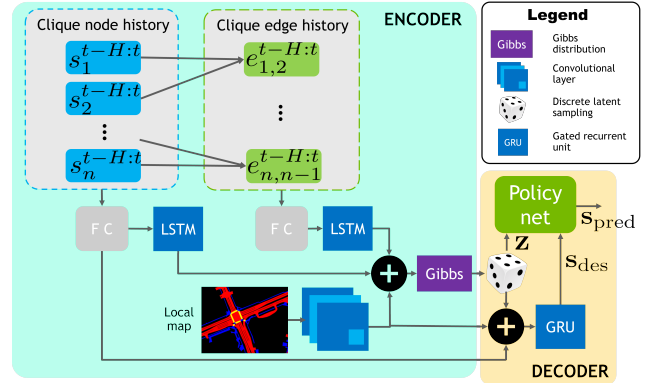 Clique node history
s_1^{t-H:t}
s_2^{t-H:t}
...
s_n^{t-H:t}
Clique edge history
e_{1,2}^{t-H:t}
...
e_{n,n-1}^{t-H:t}
ENCODER
F C
LSTM
F C
LSTM
+
Gibbs
Local
map
Policy
net
s_pred
z
s_des
+
GRU
DECODER
Legend
Gibbs
Gibbs
distribution
Convolutional
layer
Discrete latent
sampling
GRU
Gated recurrent
unit